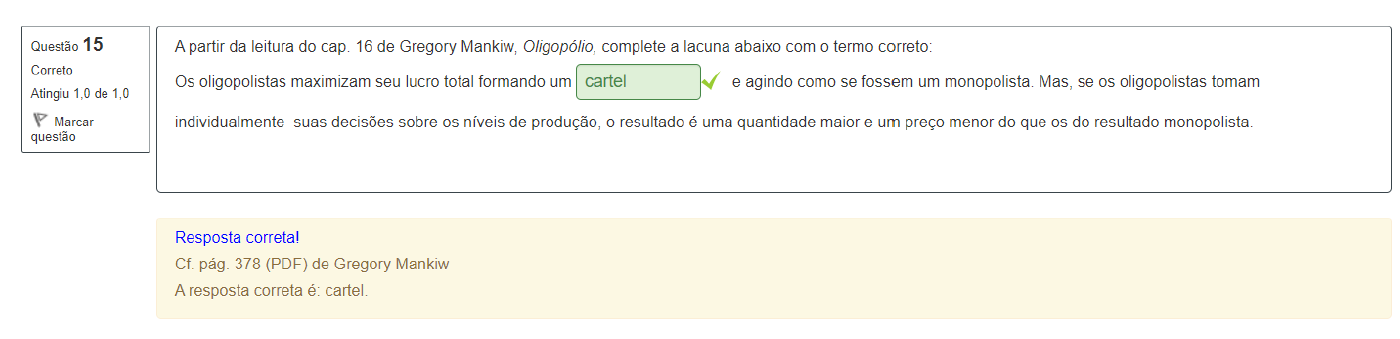 Questão 15
Correto
Atingiu 1,0 de 1,0
Marcar
questão
A partir da leitura do cap. 16 de Gregory Mankiw, Oligopólio, complete a lacuna abaixo com o termo correto:
Os oligopolistas maximizam seu lucro total formando um cartel e agindo como se fossem um monopolista. Mas, se os oligopolistas tomam
individualmente suas decisões sobre os níveis de produção, o resultado é uma quantidade maior e um preço menor do que os do resultado monopolista.
Resposta correta!
Cf. pág. 378 (PDF) de Gregory Mankiw
A resposta correta é: cartel.